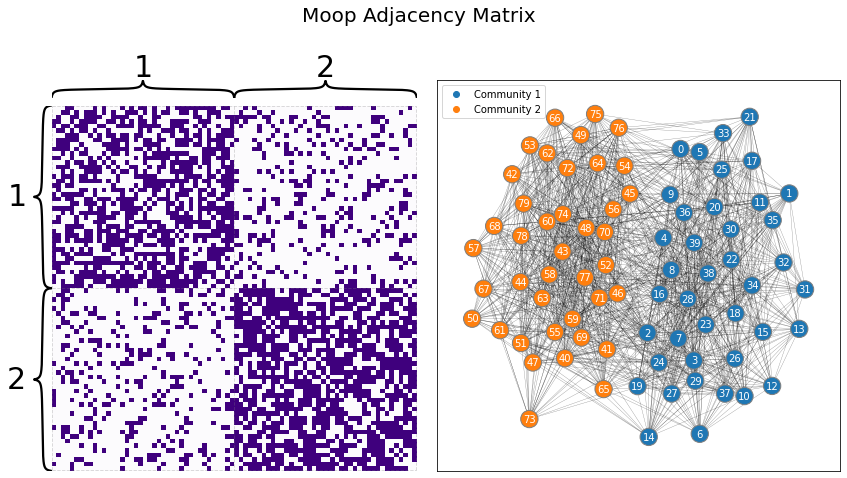 Moop Adjacency Matrix
1 2
1
2
Community 1
Community 2
66 75 76 49 21
33
53 62 0 5
72 64 54 25 17
42
45 9 11 1
79 56 36 20
68 60 74 48 70 30 35
78 4 39
57 43 52 22 32
58 77 8 38
44 34
67 63 71 46 16 28 31
50 59 18
61 55 2 23 15 13
51 69 7
47 40 41 24 3 26
65 19 29 12
27 37 10
73
14 6